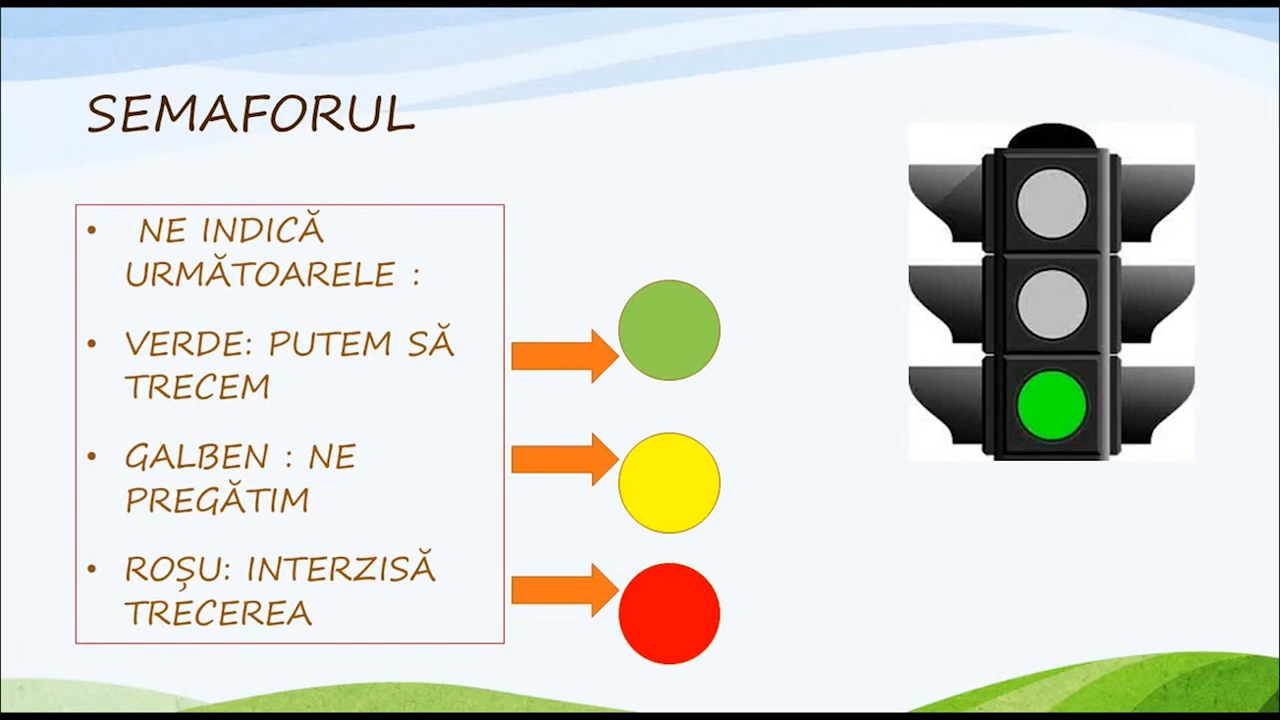 SEMAFORUL
• NE INDICĂ
URMĂTOARELE :
• VERDE: PUTEM SĂ
TRECEM
• GALBEN : NE
PREGĂTIM
• ROȘU: INTERZISĂ
TRECEREA